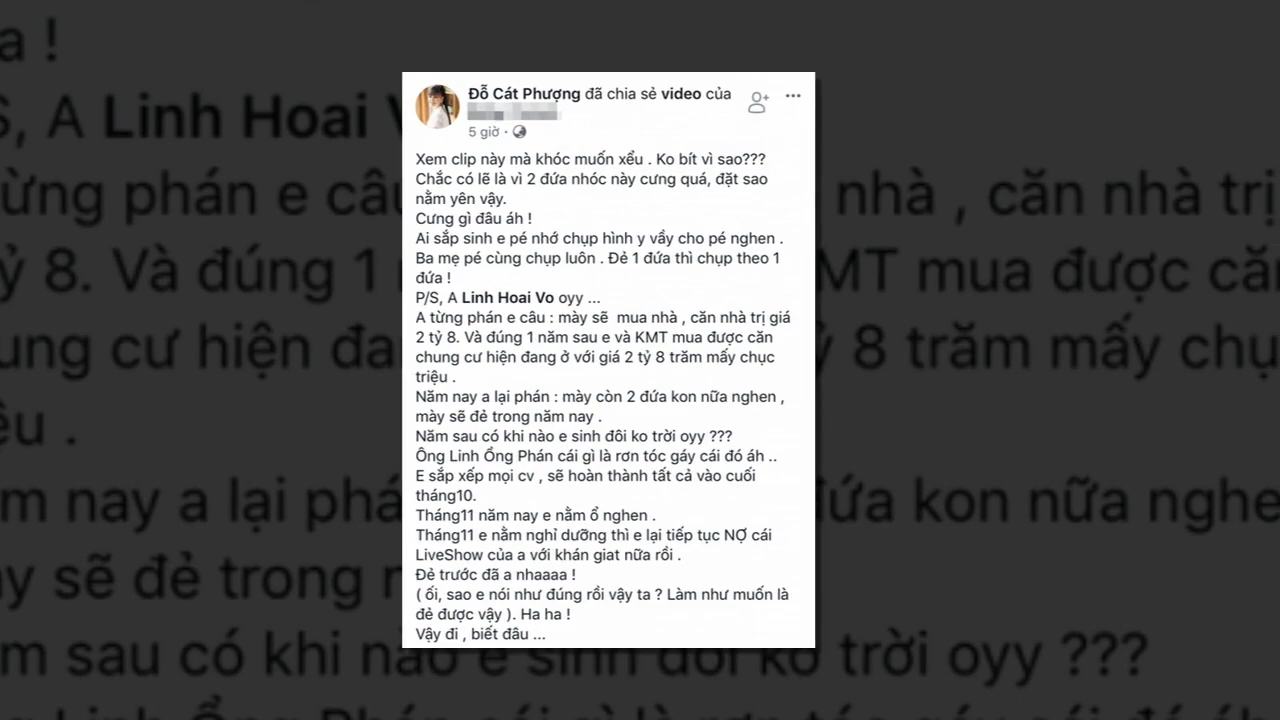 Đỗ Cát Phượng đã chia sẻ video của
5 giờ ·
Xem clip này mà khóc muốn xểu . Ko bít vì sao???
Chắc có lẽ là vì 2 đứa nhóc này cưng quá, đặt sao
nằm yên vậy.
Cưng gì đâu áh !
Ai sắp sinh e pé nhớ chụp hình y vầy cho pé nghen .
Ba mẹ pé cùng chụp luôn . Đẻ 1 đứa thì chụp theo 1
đứa !
P/S, A Linh Hoai Vo oyy ...
A từng phán e câu : mày sẽ  mua nhà , căn nhà trị giá
2 tỷ 8. Và đúng 1 năm sau e và KMT mua được căn
chung cư hiện đang ở với giá 2 tỷ 8 trăm mấy chục
triệu .
Năm nay a lại phán : mày còn 2 đứa kon nữa nghen ,
mày sẽ đẻ trong năm nay .
Năm sau có khi nào e sinh đôi ko trời oyy ???
Ông Linh Ổng Phán cái gì là rơn tóc gáy cái đó áh ..
E sắp xếp mọi cv , sẽ hoàn thành tất cả vào cuối
tháng10.
Tháng11 năm nay e nằm ổ nghen .
Tháng11 e nằm nghỉ dưỡng thì e lại tiếp tục NỢ cái
LiveShow của a với khán giat nữa rồi .
Đẻ trước đã a nhaaaa !
( ối, sao e nói như đúng rồi vậy ta ? Làm như muốn là
đẻ được vậy ). Ha ha !
Vậy đi , biết đâu ...